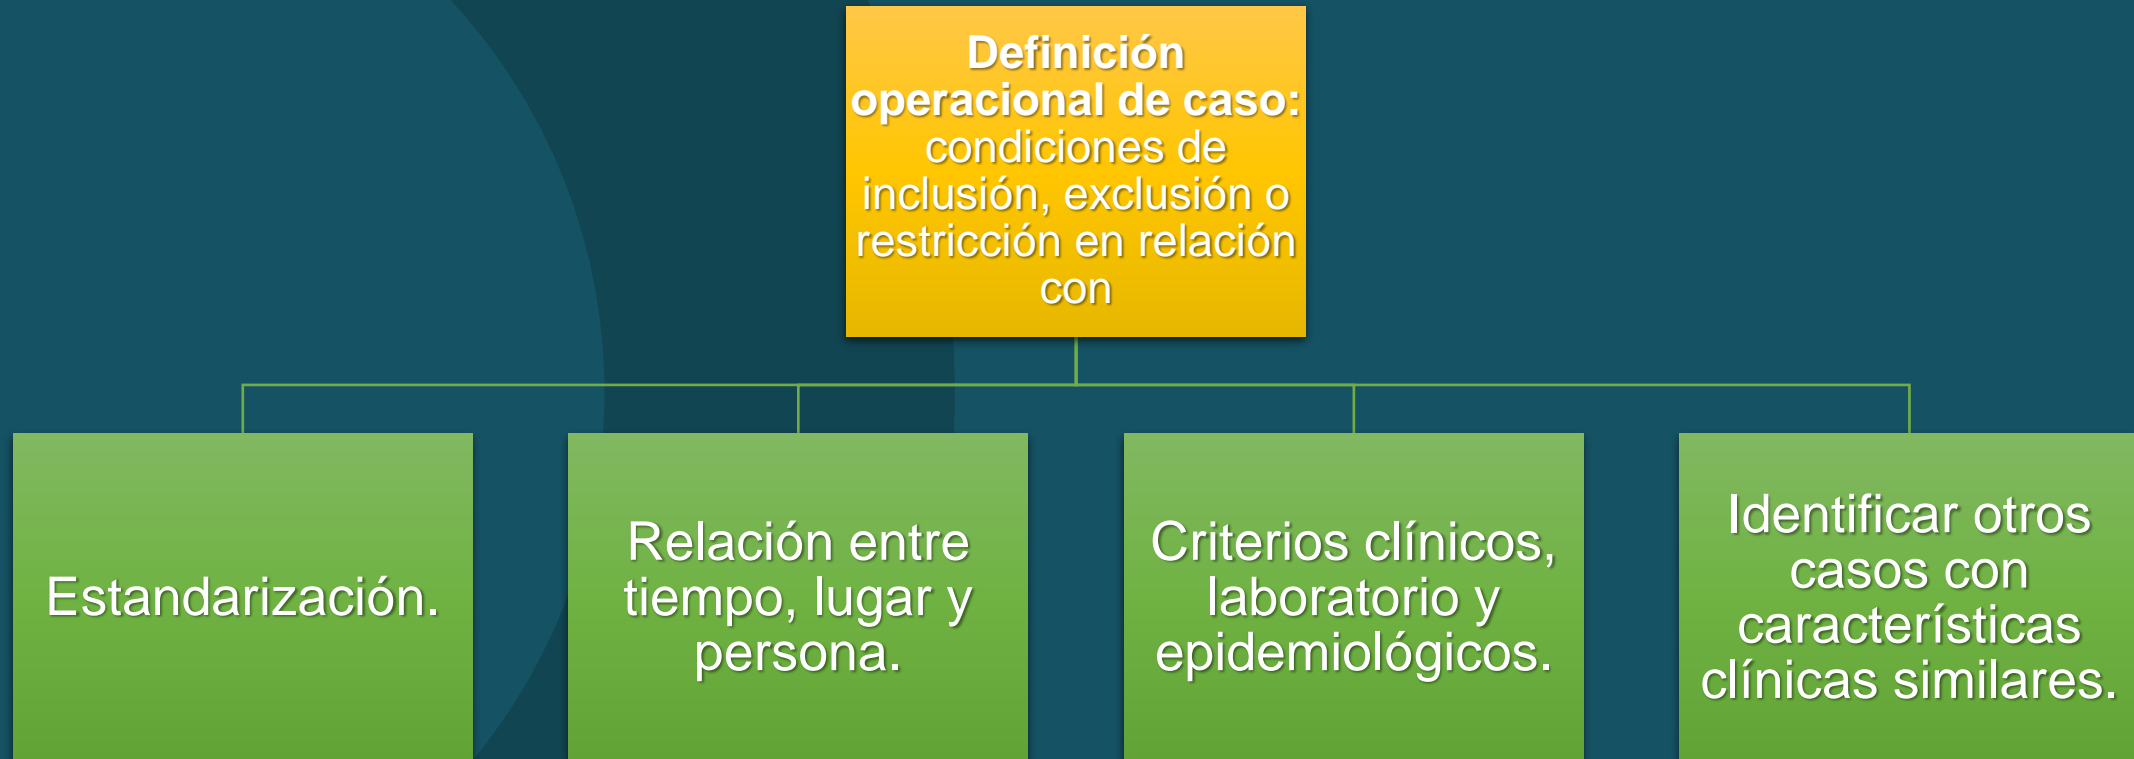 Definición
operacional de caso:
condiciones de
inclusión, exclusión o
restricción en relación
con
Estandarización.
Relación entre
tiempo, lugar y
persona.
Criterios clínicos,
laboratorio y
epidemiológicos.
Identificar otros
casos con
características
clínicas similares.